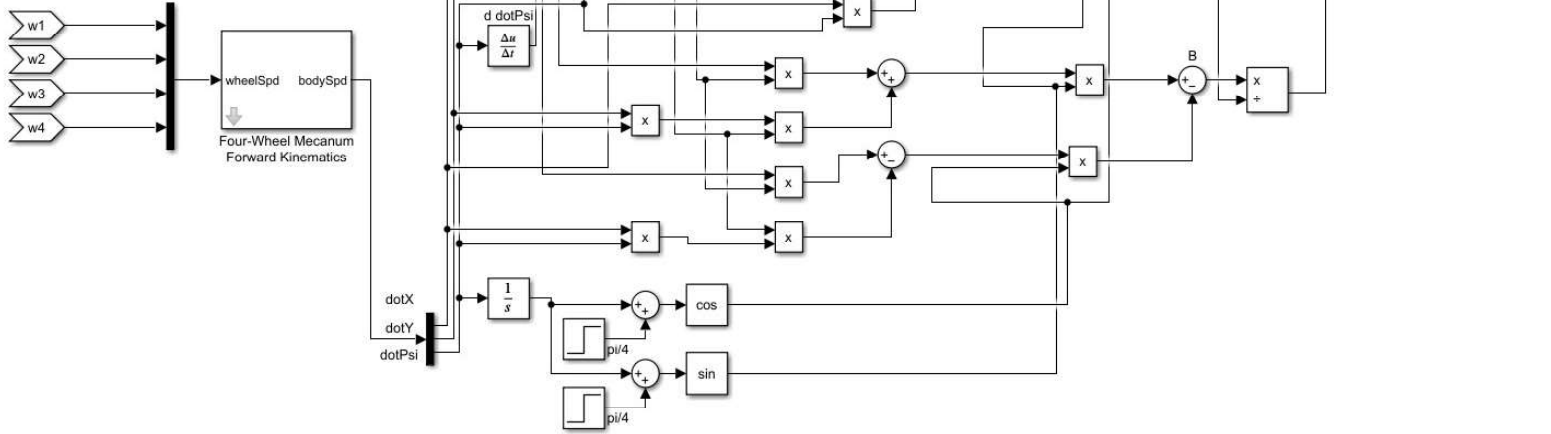 w1
w2
w3
w4
wheelSpd bodySpd
Four-Wheel Mecanum
Forward Kinematics
d dotPsi
Δu
Δt
x
x
+
+
x
B
+
−
x
÷
x
x
x
+
−
x
x
x
dotX
dotY
dotPsi
1
s
+
+
cos
pi/4
+
+
sin
pi/4